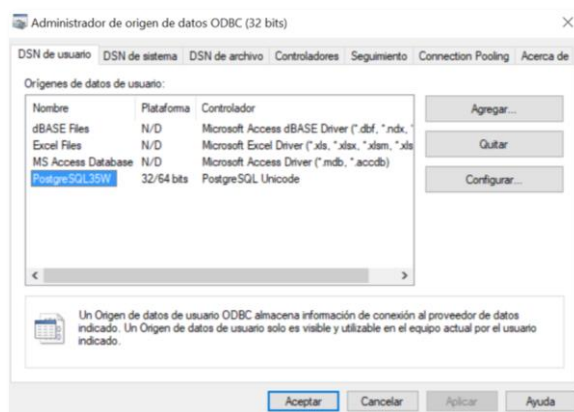 Administrador de origen de datos ODBC (32 bits)
DSN de usuario DSN de sistema DSN de archivo Controladores Seguimiento Connection Pooling Acerca de
Orígenes de datos de usuario:
Nombre Plataforma Controlador
Agregar...
dBASE Files N/D Microsoft Access dBASE Driver (*.dbf, *.ndx, *
Excel Files N/D Microsoft Excel Driver (*.xls, *.xlsx, *.xlsm, *.xls
Quitar
MS Access Database N/D Microsoft Access Driver (*.mdb, *.accdb)
PostgreSQL35W 32/64 bits PostgreSQL Unicode
Configurar...
Un Origen de datos de usuario ODBC almacena información de conexión al proveedor de datos
indicado. Un Origen de datos de usuario solo es visible y utilizable en el equipo actual por el usuario
indicado.
Aceptar Cancelar Aplicar Ayuda